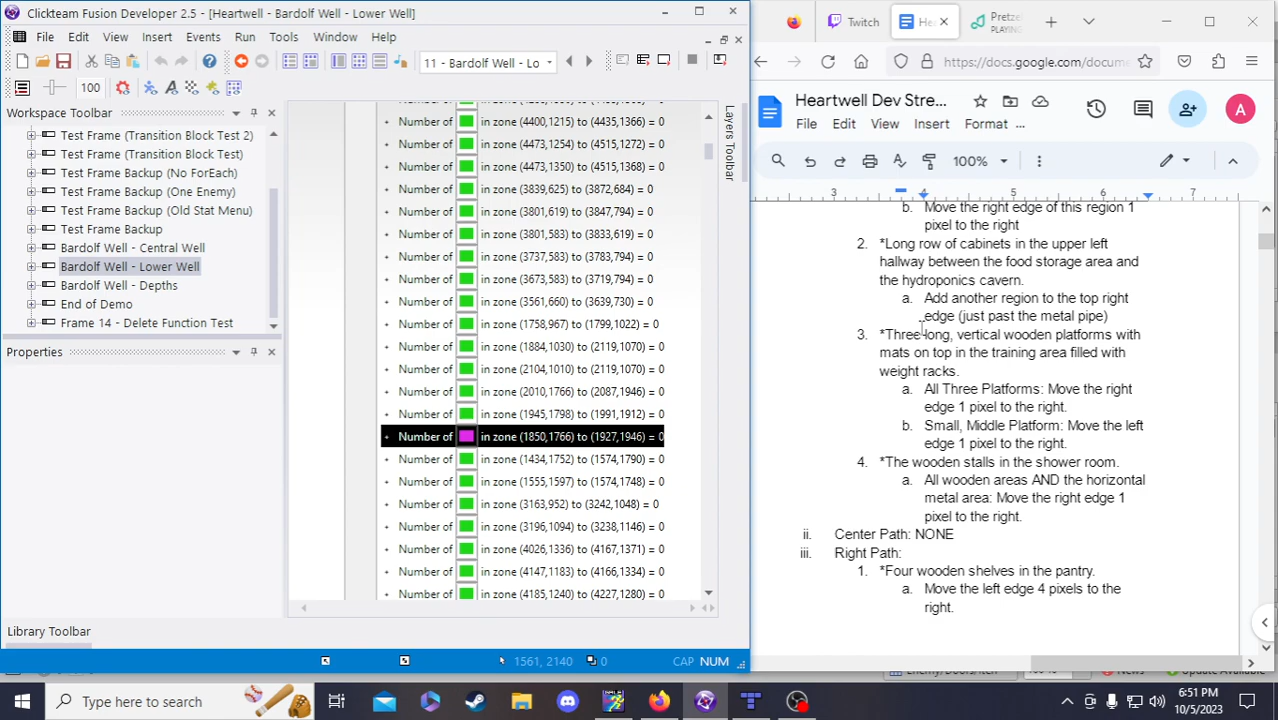 Clickteam Fusion Developer 2.5 - [Heartwell - Bardolf Well - Lower Well]
File Edit View Insert Events Run Tools Window Help
11 - Bardolf Well - Lo
100
Workspace Toolbar
Test Frame (Transition Block Test 2)
Test Frame (Transition Block Test)
Test Frame Backup (No ForEach)
Test Frame Backup (One Enemy)
Test Frame Backup (Old Stat Menu)
Test Frame Backup
Bardolf Well - Central Well
Bardolf Well - Lower Well
Bardolf Well - Depths
End of Demo
Frame 14 - Delete Function Test
Properties
Library Toolbar
Number of in zone (4473,1215) to (4435,1366) = 0
Number of in zone (4473,1254) to (4515,1272) = 0
Number of in zone (4473,1350) to (4515,1368) = 0
Number of in zone (3839,625) to (3872,684) = 0
Number of in zone (3801,619) to (3847,794) = 0
Number of in zone (3801,583) to (3833,619) = 0
Number of in zone (3737,583) to (3783,794) = 0
Number of in zone (3673,583) to (3719,794) = 0
Number of in zone (3561,660) to (3639,730) = 0
Number of in zone (1758,967) to (1799,1022) = 0
Number of in zone (1884,1030) to (2119,1070) = 0
Number of in zone (2104,1010) to (2119,1070) = 0
Number of in zone (2010,1766) to (2087,1946) = 0
Number of in zone (1945,1798) to (1991,1912) = 0
Number of in zone (1850,1766) to (1927,1946) = 0
Number of in zone (1434,1752) to (1574,1790) = 0
Number of in zone (1555,1597) to (1574,1748) = 0
Number of in zone (3163,952) to (3242,1048) = 0
Number of in zone (3196,1094) to (3238,1146) = 0
Number of in zone (4026,1336) to (4167,1371) = 0
Number of in zone (4147,1183) to (4166,1334) = 0
Number of in zone (4185,1240) to (4227,1280) = 0
Layers Toolbar
1561, 2140
0
CAP NUM
Twitch
He
Pretzel
PLAYING
https://docs.google.com/docume
Heartwell Dev Stre...
File Edit View Insert Format ...
A
100%
3 4 5 6 7
b. Move the right edge of this region 1
pixel to the right
2. *Long row of cabinets in the upper left
hallway between the food storage area and
the hydroponics cavern.
a. Add another region to the top right
edge (just past the metal pipe)
3. *Three long, vertical wooden platforms with
mats on top in the training area filled with
weight racks.
a. All Three Platforms: Move the right
edge 1 pixel to the right.
b. Small, Middle Platform: Move the left
edge 1 pixel to the right.
4. *The wooden stalls in the shower room.
a. All wooden areas AND the horizontal
metal area: Move the right edge 1
pixel to the right.
ii. Center Path: NONE
iii. Right Path:
1. *Four wooden shelves in the pantry.
a. Move the left edge 4 pixels to the
right.
Type here to search
6:51 PM
10/5/2023